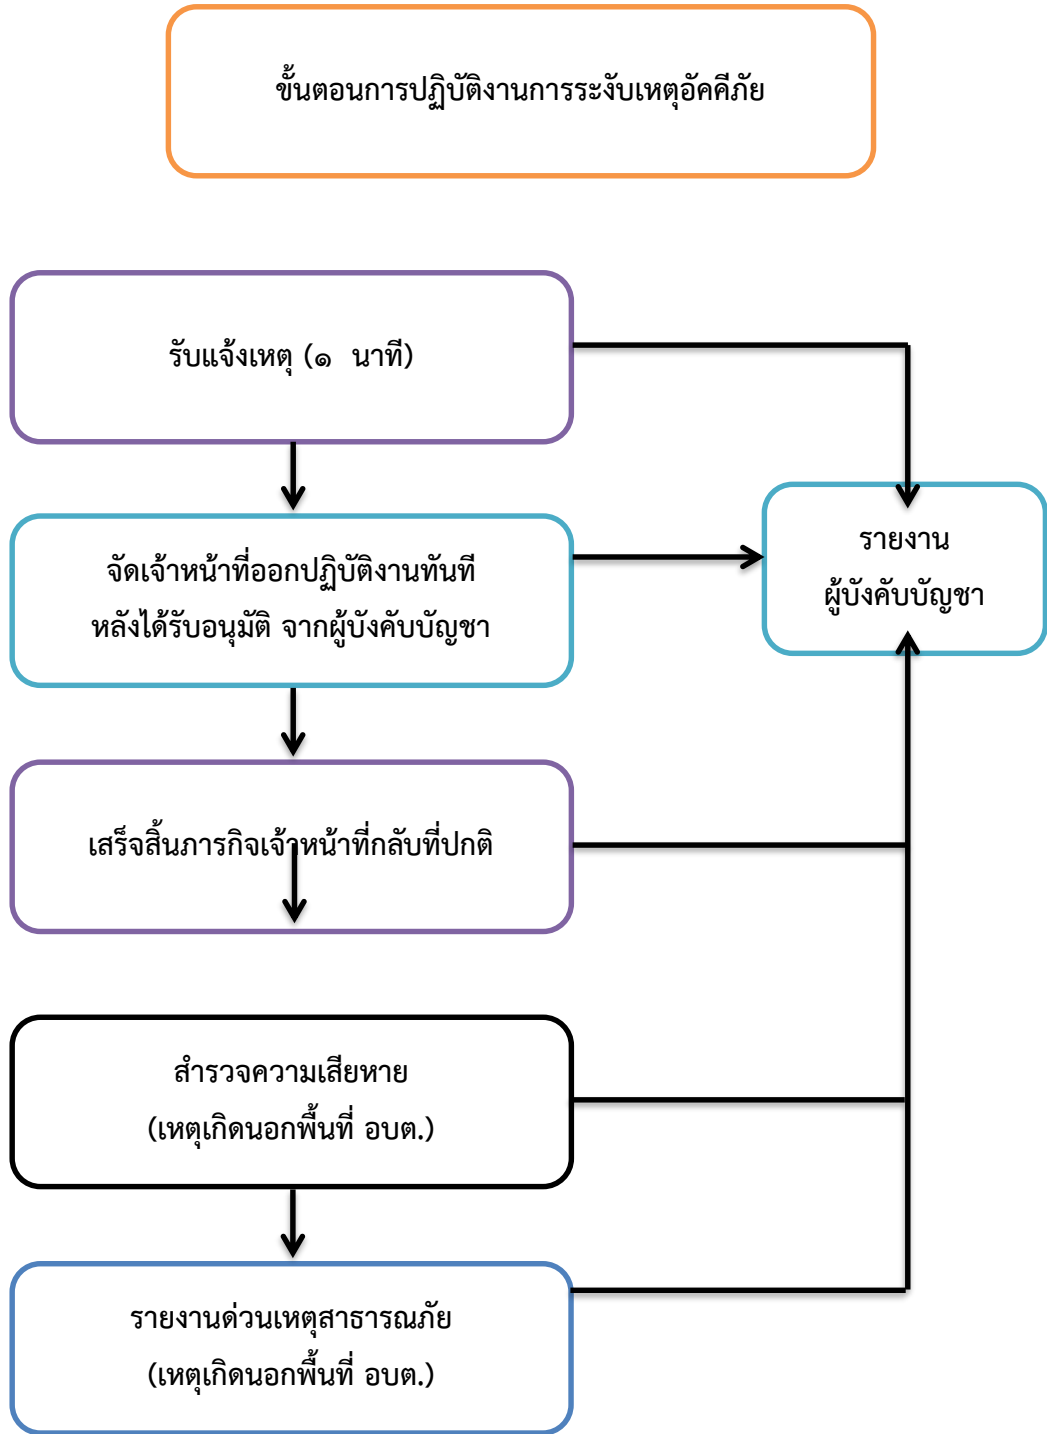 ขั้นตอนการปฏิบัติงานการระงับเหตุอัคคีภัย
รับแจ้งเหตุ (๑ นาที)
จัดเจ้าหน้าที่ออกปฏิบัติงานทันที
หลังได้รับอนุมัติ จากผู้บังคับบัญชา
รายงาน
ผู้บังคับบัญชา
เสร็จสิ้นภารกิจเจ้าหน้าที่กลับที่ปกติ
สำรวจความเสียหาย
(เหตุเกิดนอกพื้นที่ อบต.)
รายงานด่วนเหตุสาธารณภัย
(เหตุเกิดนอกพื้นที่ อบต.)